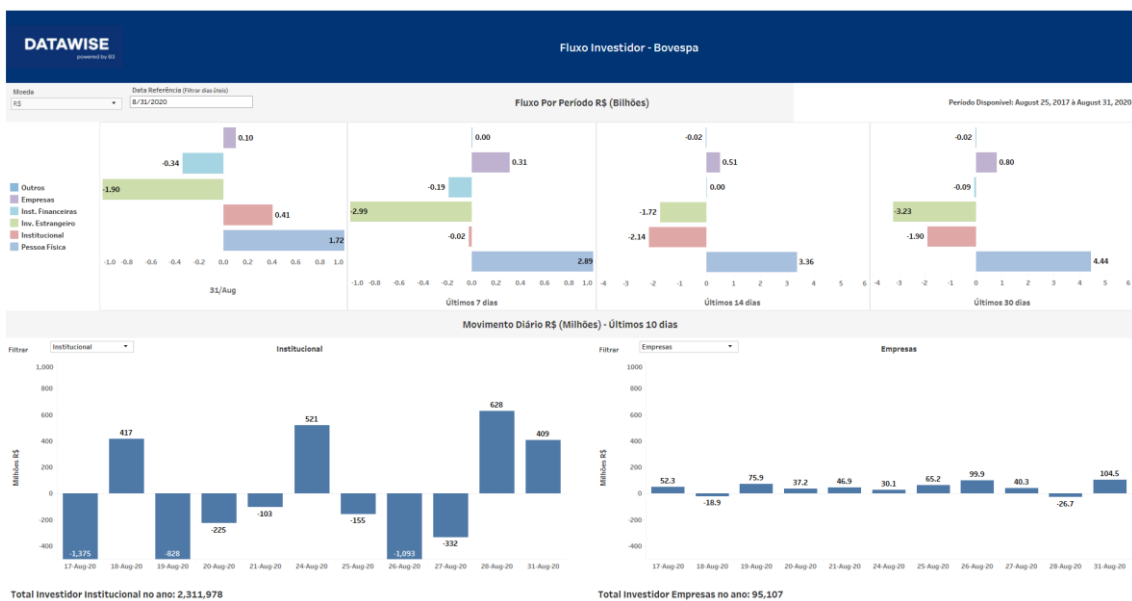 DATAWISE
powered by B3
Fluxo Investidor - Bovespa
Moeda
R$
Data Referência (Filtrar dias úteis)
8/31/2020
Fluxo Por Período R$ (Bilhões)
Período Disponível: August 25, 2017 à August 31, 2020
Outros
Empresas
Inst. Financeiras
Inv. Estrangeiro
Institucional
Pessoa Física
0.10
-0.34
-1.90
0.41
1.72
-1.0 -0.8 -0.6 -0.4 -0.2 0.0 0.2 0.4 0.6 0.8 1.0
31/Aug
0.00
0.31
-0.19
-2.99
-0.02
2.89
-1.0 -0.8 -0.6 -0.4 -0.2 0.0 0.2 0.4 0.6 0.8 1.0
Últimos 7 dias
-0.02
0.51
0.00
-1.72
-2.14
3.36
-4 -3 -2 -1 0 1 2 3 4 5 6
Últimos 14 dias
-0.02
0.80
-0.09
-3.23
-1.90
4.44
-4 -3 -2 -1 0 1 2 3 4 5 6
Últimos 30 dias
Movimento Diário R$ (Milhões) - Últimos 10 dias
Filtrar
Institucional
Institucional
Milhões R$
1,000
800
600
400
200
0
-200
-400
-1,375
417
-828
-225
-103
521
-155
-1,093
-332
628
409
17-Aug-20 18-Aug-20 19-Aug-20 20-Aug-20 21-Aug-20 24-Aug-20 25-Aug-20 26-Aug-20 27-Aug-20 28-Aug-20 31-Aug-20
Total Investidor Institucional no ano: 2,311,978
Filtrar
Empresas
Empresas
Milhões R$
1000
800
600
400
200
0
-200
-400
52.3
-18.9
75.9
37.2
46.9
30.1
65.2
99.9
40.3
-26.7
104.5
17-Aug-20 18-Aug-20 19-Aug-20 20-Aug-20 21-Aug-20 24-Aug-20 25-Aug-20 26-Aug-20 27-Aug-20 28-Aug-20 31-Aug-20
Total Investidor Empresas no ano: 95,107